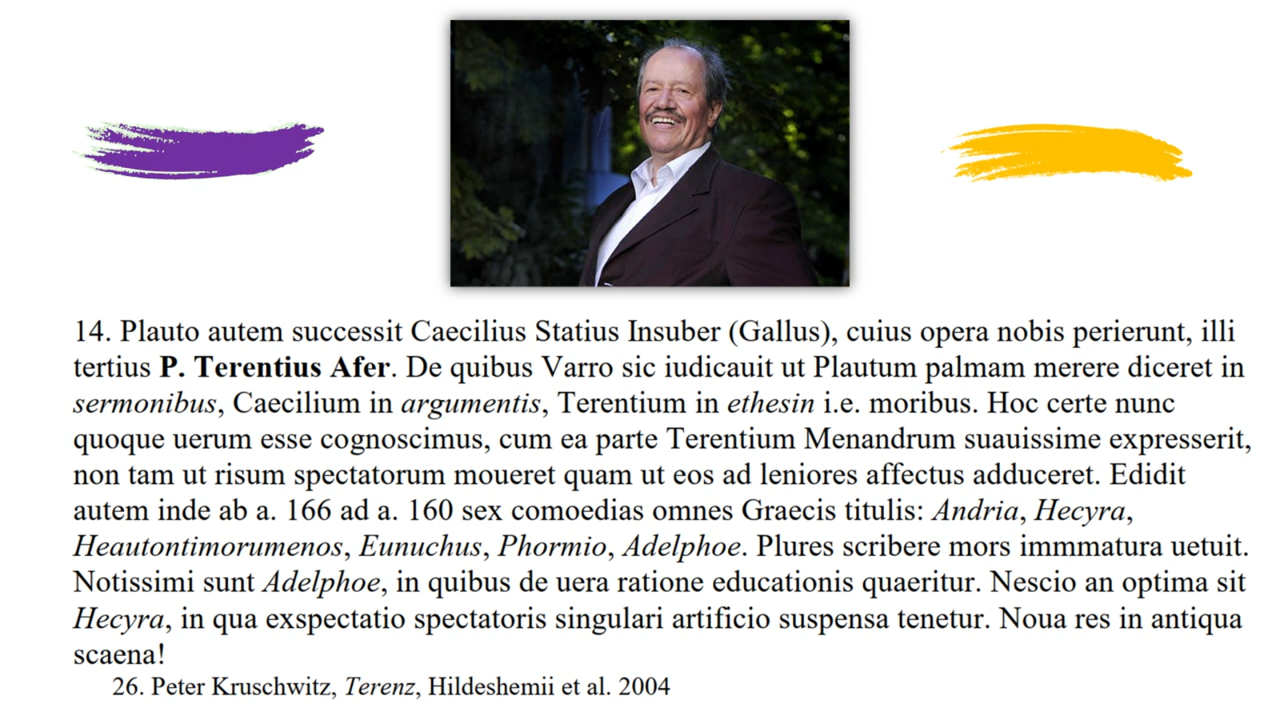 14. Plauto autem successit Caecilius Statius Insuber (Gallus), cuius opera nobis perierunt, illi
tertius P. Terentius Afer. De quibus Varro sic iudicauit ut Plautum palmam merere diceret in
sermonibus, Caecilium in argumentis, Terentium in ethesin i.e. moribus. Hoc certe nunc
quoque uerum esse cognoscimus, cum ea parte Terentium Menandrum suauissime expresserit,
non tam ut risum spectatorum moueret quam ut eos ad leniores affectus adduceret. Edidit
autem inde ab a. 166 ad a. 160 sex comoedias omnes Graecis titulis: Andria, Hecyra,
Heautontimorumenos, Eunuchus, Phormio, Adelphoe. Plures scribere mors immmatura uetuit.
Notissimi sunt Adelphoe, in quibus de uera ratione educationis quaeritur. Nescio an optima sit
Hecyra, in qua exspectatio spectatoris singulari artificio suspensa tenetur. Noua res in antiqua
scaena!
26. Peter Kruschwitz, Terenz, Hildeshemii et al. 2004